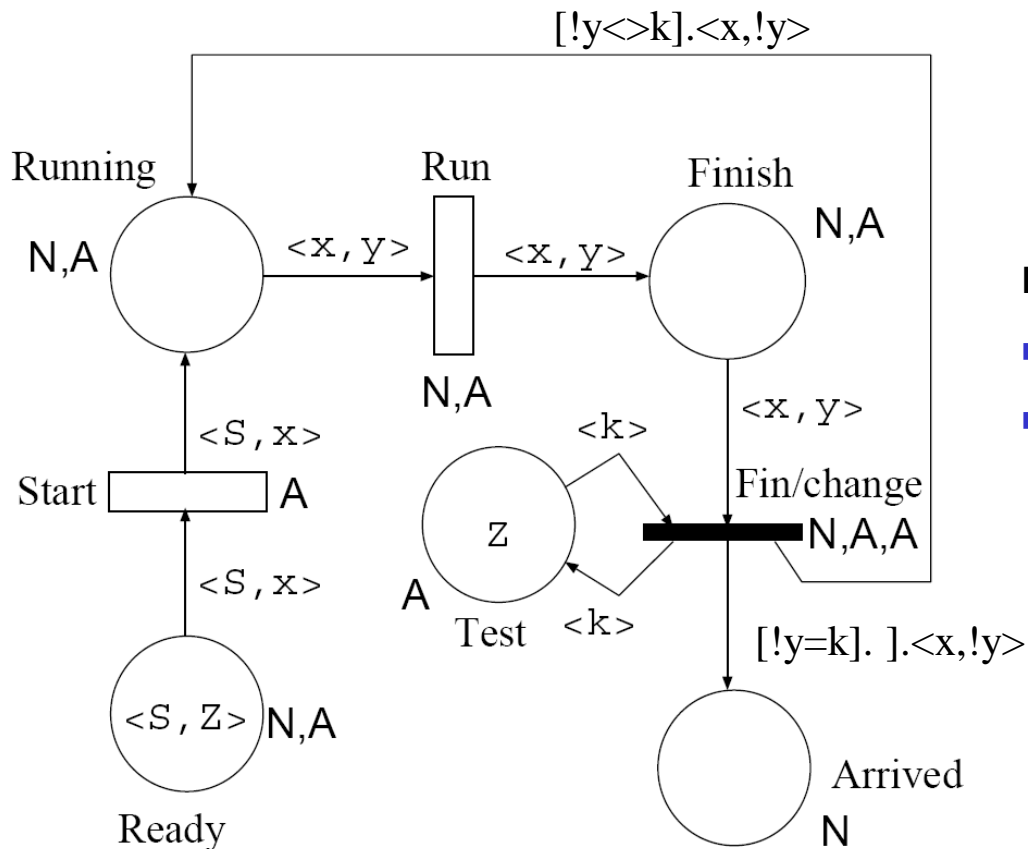 [!y<>k].<x,!y>
Running
Run
Finish
N,A
<x,y>
<x,y>
N,A
N,A
<x,y>
<S,x>
<k>
Start
A
Fin/change
Z
N,A,A
<S,x>
A
<k>
Test
[!y=k]. ].<x,!y>
<S,Z>
N,A
Arrived
Ready
N